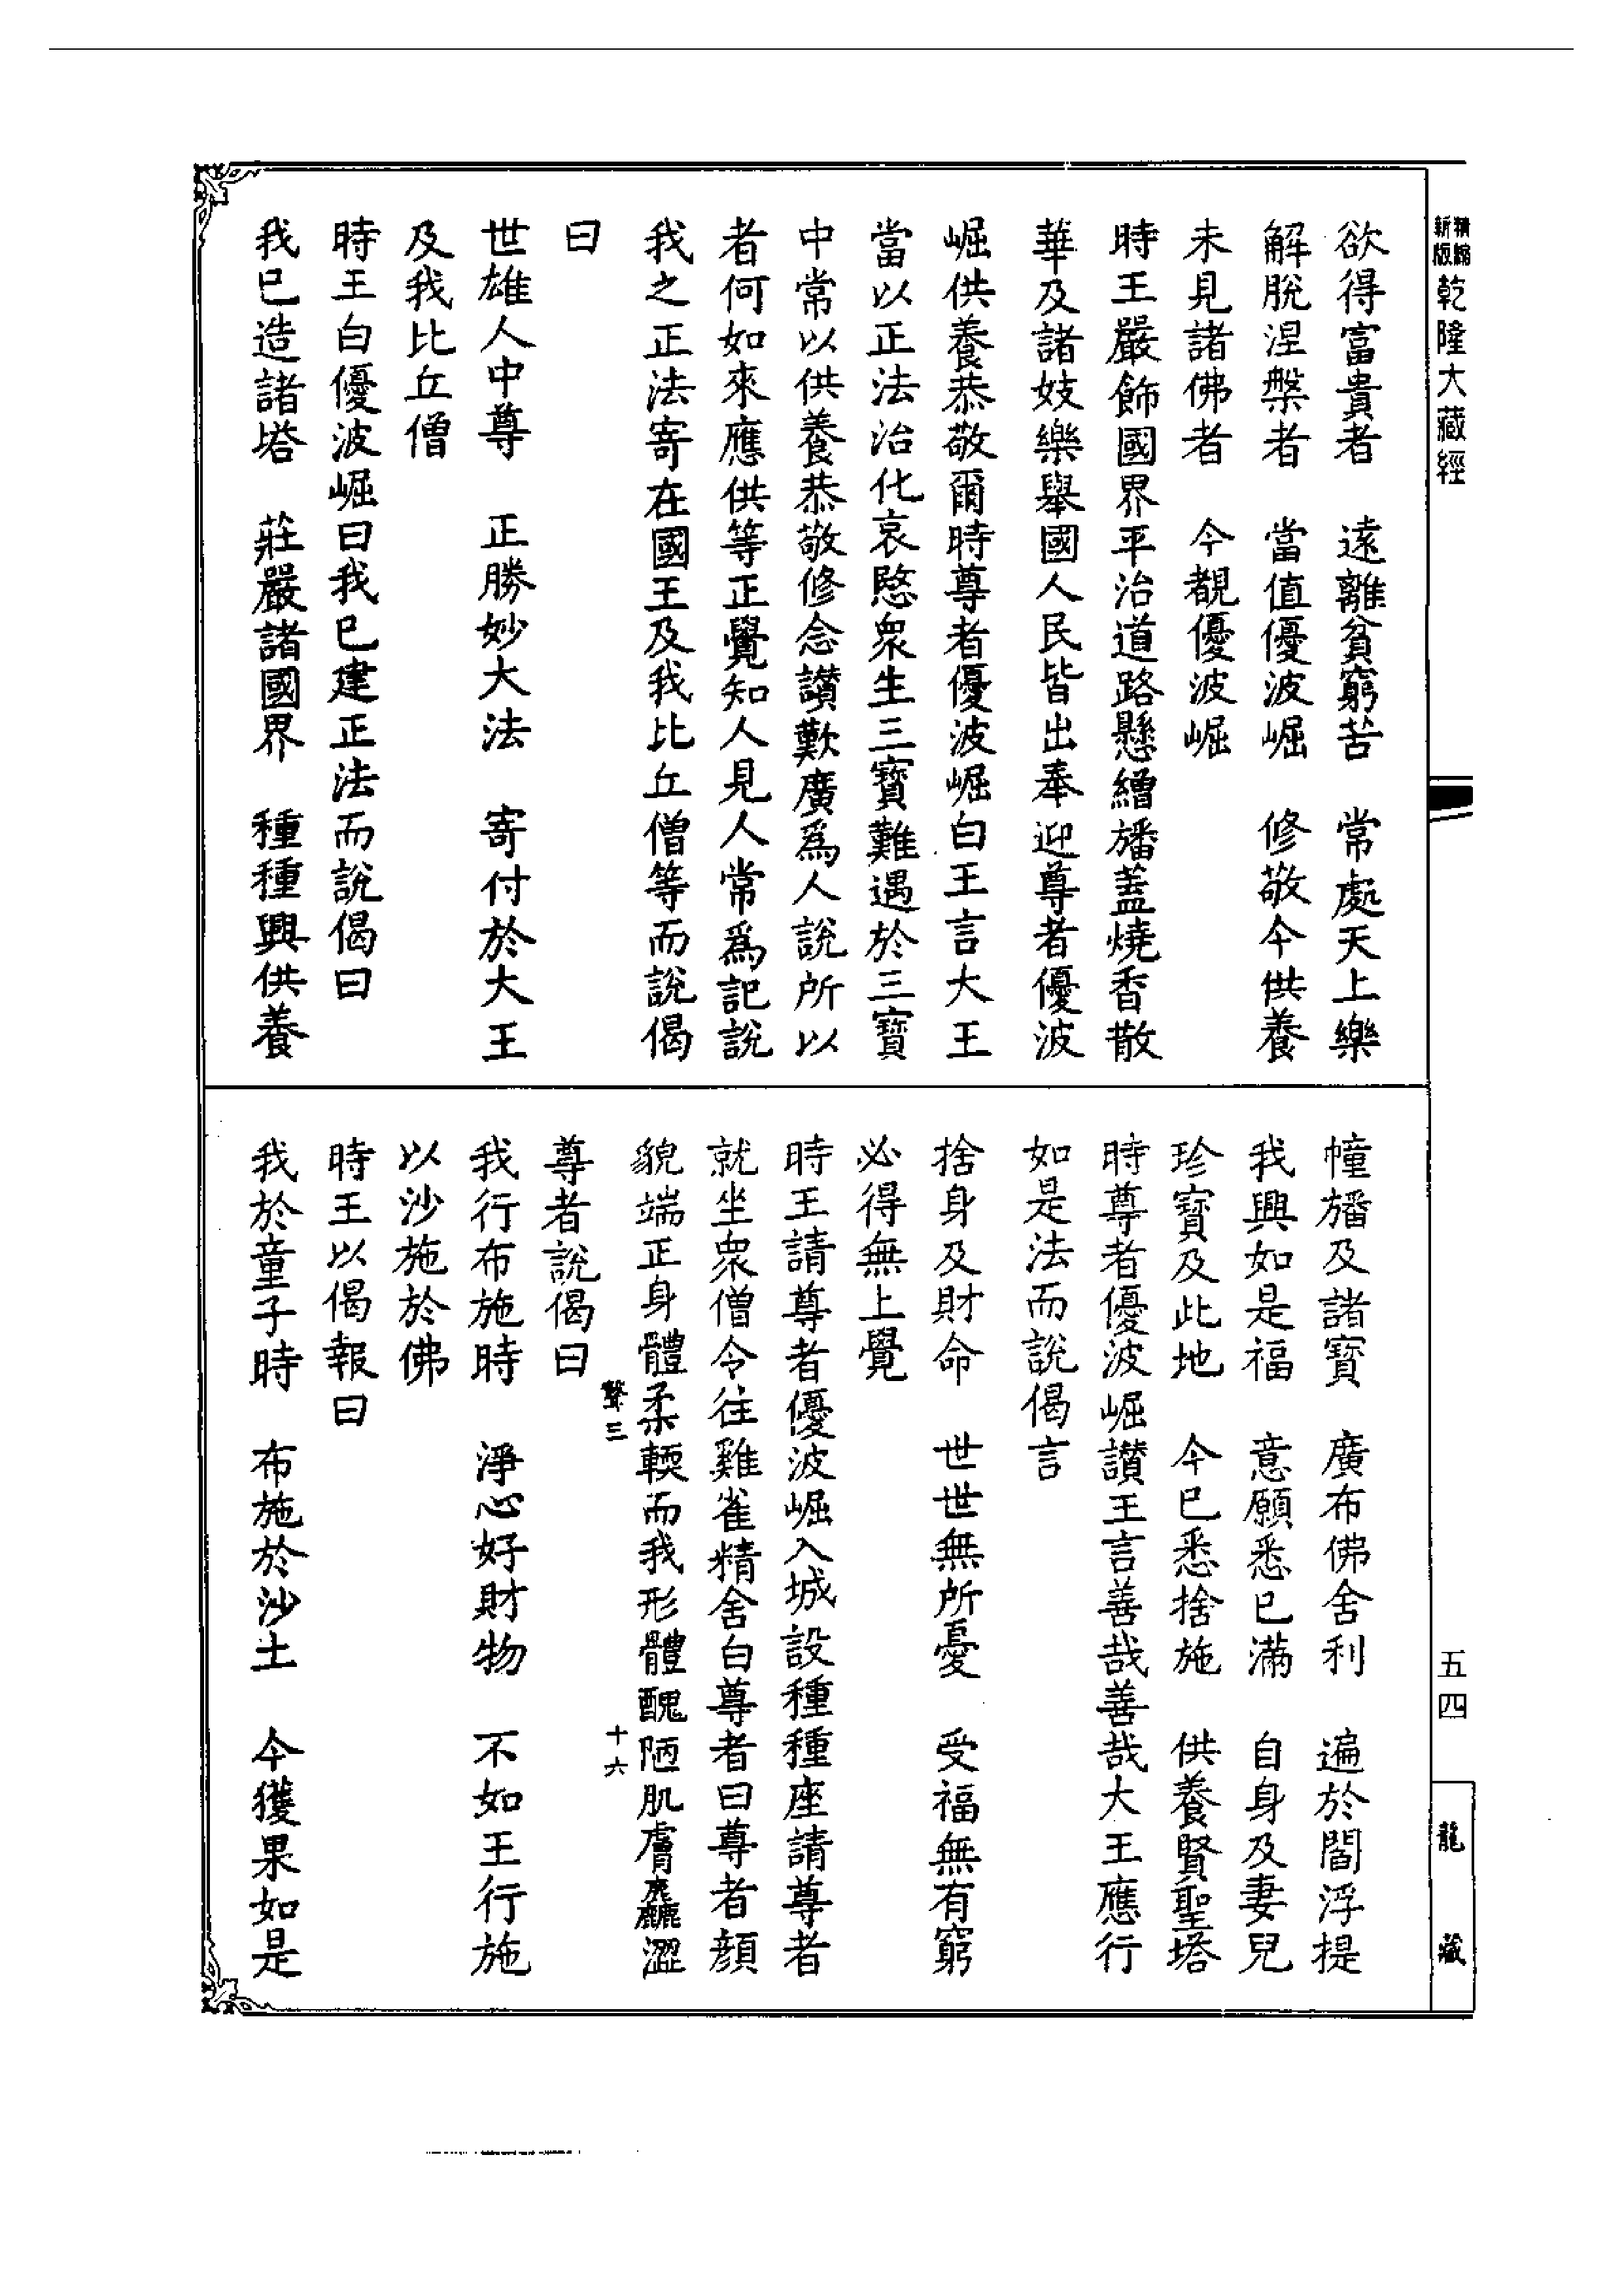 精縮新版乾隆大藏經
欲得富貴者　遠離貧窮苦　常處天上樂
解脫涅槃者　當值優波崛　修敬今供養
未見諸佛者　今覩優波崛
時王嚴飾國界平治道路懸繒旛蓋燒香散
華及諸妓樂舉國人民皆出奉迎尊者優波
崛供養恭敬爾時尊者優波崛白王言大王
當以正法治化哀愍衆生三寶難遇於三寶
中常以供養恭敬修念讚歎廣爲人說所以
者何如來應供等正覺知人見人常爲記說
我之正法寄在國王及我比丘僧等而說偈
曰
世雄人中尊　正勝妙大法　寄付於大王
及我比丘僧
時王白優波崛曰我已建正法而說偈曰
我已造諸塔　莊嚴諸國界　種種興供養
幢旛及諸寶　廣布佛舍利　遍於閻浮提
我興如是福　意願悉已滿　自身及妻兒
珍寶及此地　今已悉捨施　供養賢聖塔
時尊者優波崛讚王言善哉善哉大王應行
如是法而說偈言
捨身及財命　世世無所憂　受福無有窮
必得無上覺
時王請尊者優波崛入城設種種座請尊者
就坐衆僧令往雞雀精舍白尊者曰尊者顏
貌端正身體柔輭而我形體醜陋肌膚麤澀
聲三　十六
尊者說偈曰
我行布施時　淨心好財物　不如王行施
以沙施於佛
時王以偈報曰
我於童子時　布施於沙土　今獲果如是
五四
龍藏